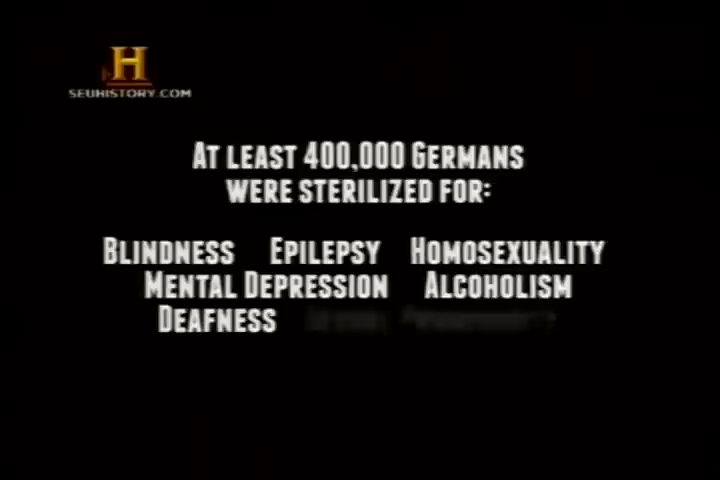 H
SEUHISTORY.COM
AT LEAST 400,000 GERMANS
WERE STERILIZED FOR:
BLINDNESS EPILEPSY HOMOSEXUALITY
MENTAL DEPRESSION ALCOHOLISM
DEAFNESS